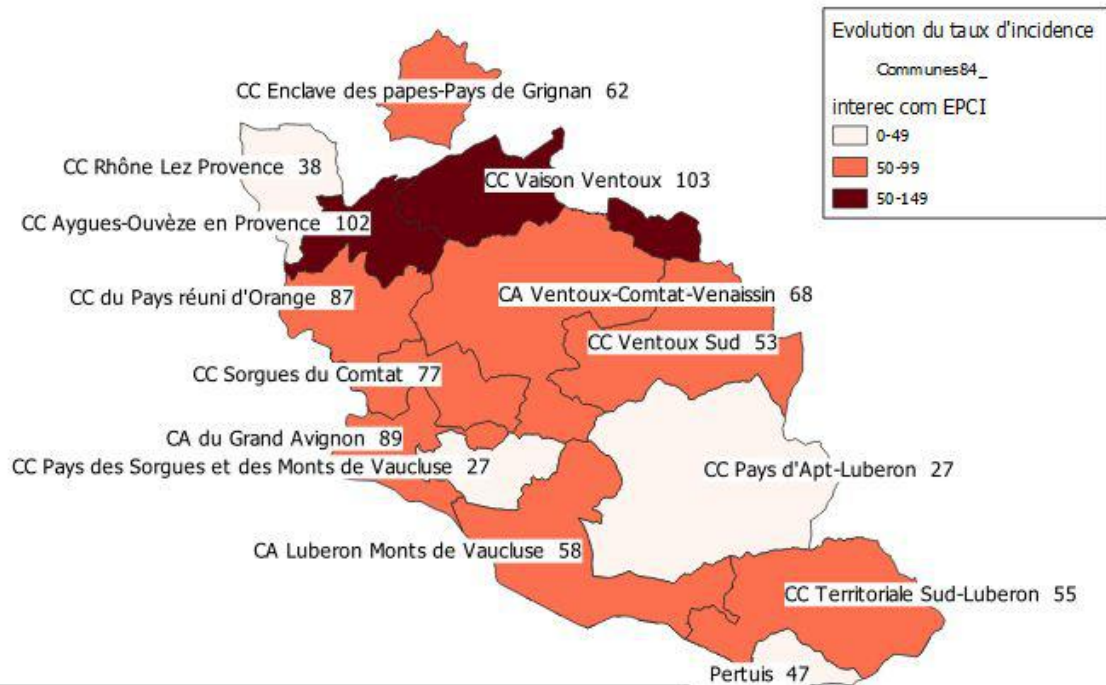 Evolution du taux d'incidence
Communes84_
interec com EPCI
0-49
50-99
50-149
CC Enclave des papes-Pays de Grignan 62
CC Rhône Lez Provence 38
CC Vaison Ventoux 103
CC Aygues-Ouvèze en Provence 102
CC du Pays réuni d'Orange 87
CA Ventoux-Comtat-Venaissin 68
CC Ventoux Sud 53
CC Sorgues du Comtat 77
CA du Grand Avignon 89
CC Pays des Sorgues et des Monts de Vaucluse 27
CC Pays d'Apt-Luberon 27
CA Luberon Monts de Vaucluse 58
CC Territoriale Sud-Luberon 55
Pertuis 47